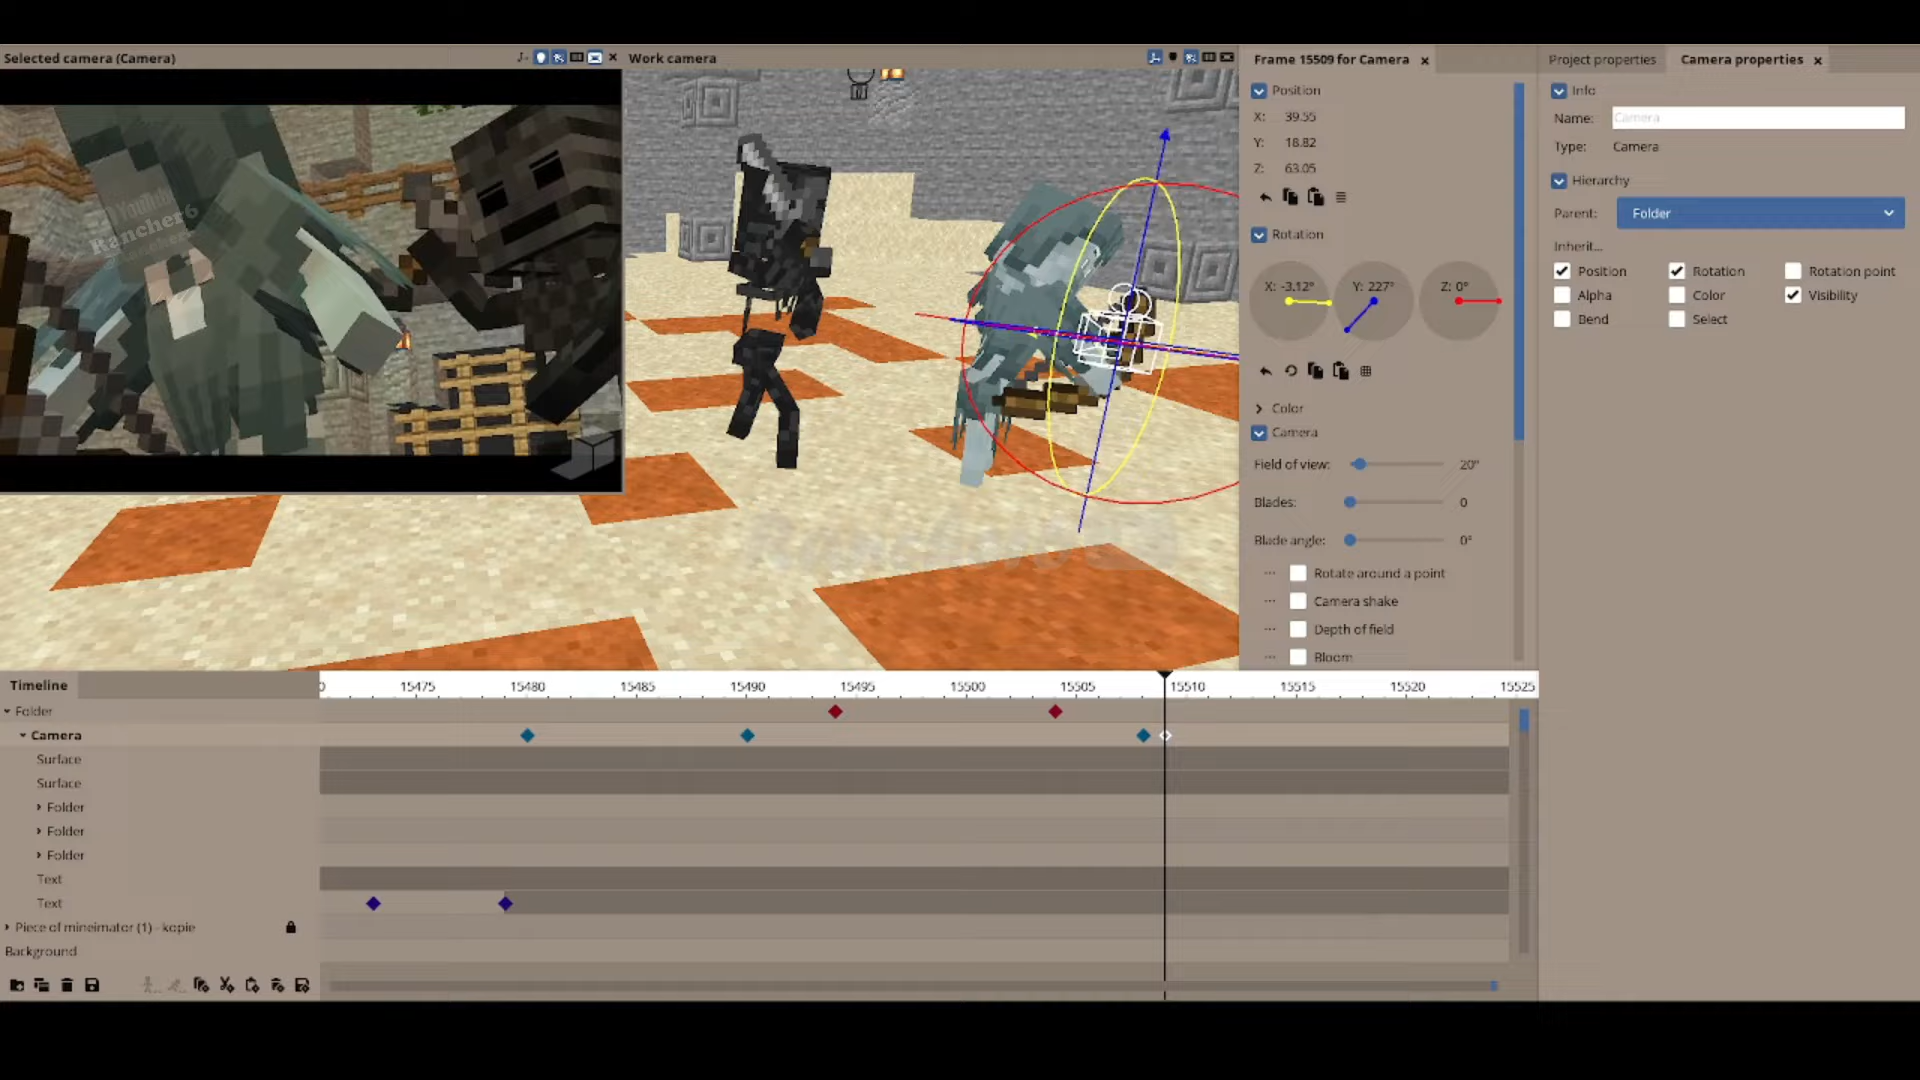 Selected camera (Camera)
Work camera
YouTube
Rancher6
Frame 15509 for Camera
Position
X: 39.55
Y: 18.82
Z: 63.05
Rotation
X: -3.12° Y: 227° Z: 0°
Color
Camera
Field of view: 20°
Blades: 0
Blade angle: 0°
Rotate around a point
Camera shake
Depth of field
Bloom
Project properties Camera properties
Info
Name: Camera
Type: Camera
Hierarchy
Parent: Folder
Inherit...
Position Rotation Rotation point
Alpha Color Visibility
Bend Select
Timeline
0 15475 15480 15485 15490 15495 15500 15505 15510 15515 15520 15525
Folder
Camera
Surface
Surface
Folder
Folder
Folder
Text
Text
Piece of mineimator (1) - kopie
Background